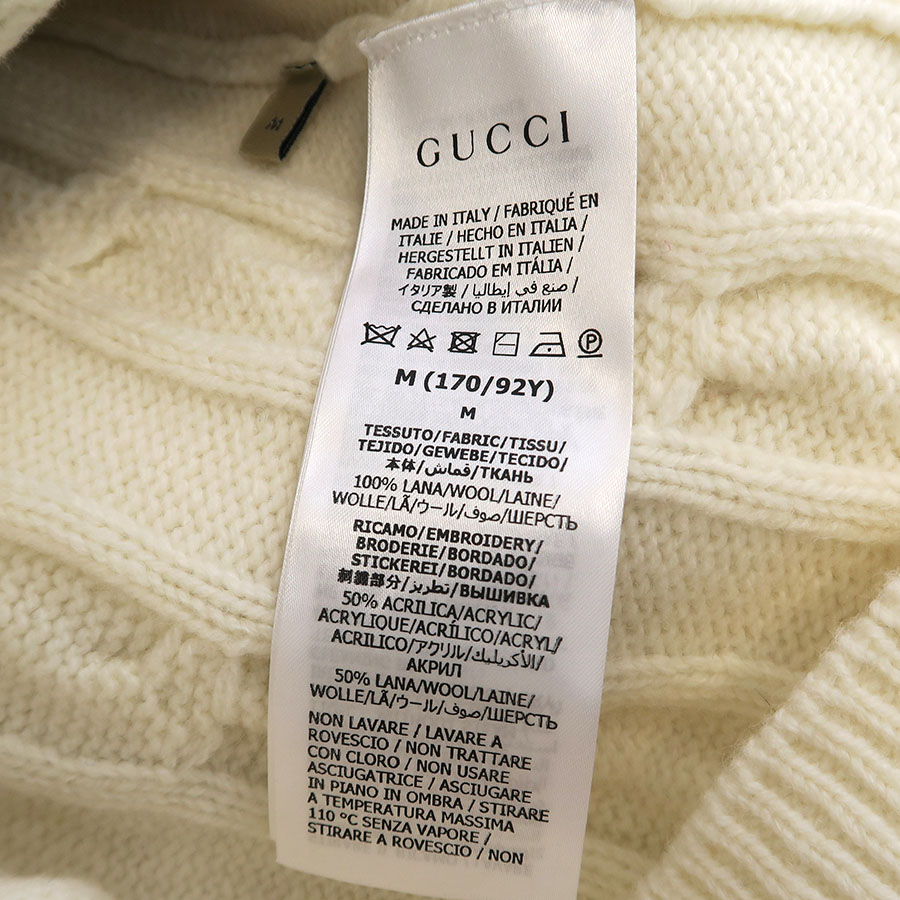 M
GUCCI
MADE IN ITALY / FABRIQUÉ EN
ITALIE / HECHO EN ITALIA /
HERGESTELLT IN ITALIEN /
FABRICADO EM ITÁLIA /
イタリア製 / صنع في إيطاليا /
СДЕЛАНО В ИТАЛИИ
P
M (170/92Y)
M
TESSUTO/FABRIC/TISSU/
TEJIDO/GEWEBE/TECIDO/
本体/قماش/ТКАНЬ
100% LANA/WOOL/LAINE/
WOLLE/LÃ/ウール/صوف/ШЕРСТЬ
RICAMO/EMBROIDERY/
BRODERIE/BORDADO/
STICKEREI/BORDADO/
刺繍部分/تطريز/ВЫШИВКА
50% ACRILICA/ACRYLIC/
ACRYLIQUE/ACRÍLICO/ACRYL/
ACRÍLICO/アクリル/الأكريليك/
АКРИЛ
50% LANA/WOOL/LAINE/
WOLLE/LÃ/ウール/صوف/ШЕРСТЬ
NON LAVARE / LAVARE A
ROVESCIO / NON TRATTARE
CON CLORO / NON USARE
ASCIUGATRICE / ASCIUGARE
IN PIANO IN OMBRA / STIRARE
A TEMPERATURA MASSIMA
110 °C SENZA VAPORE /
STIRARE A ROVESCIO / NON